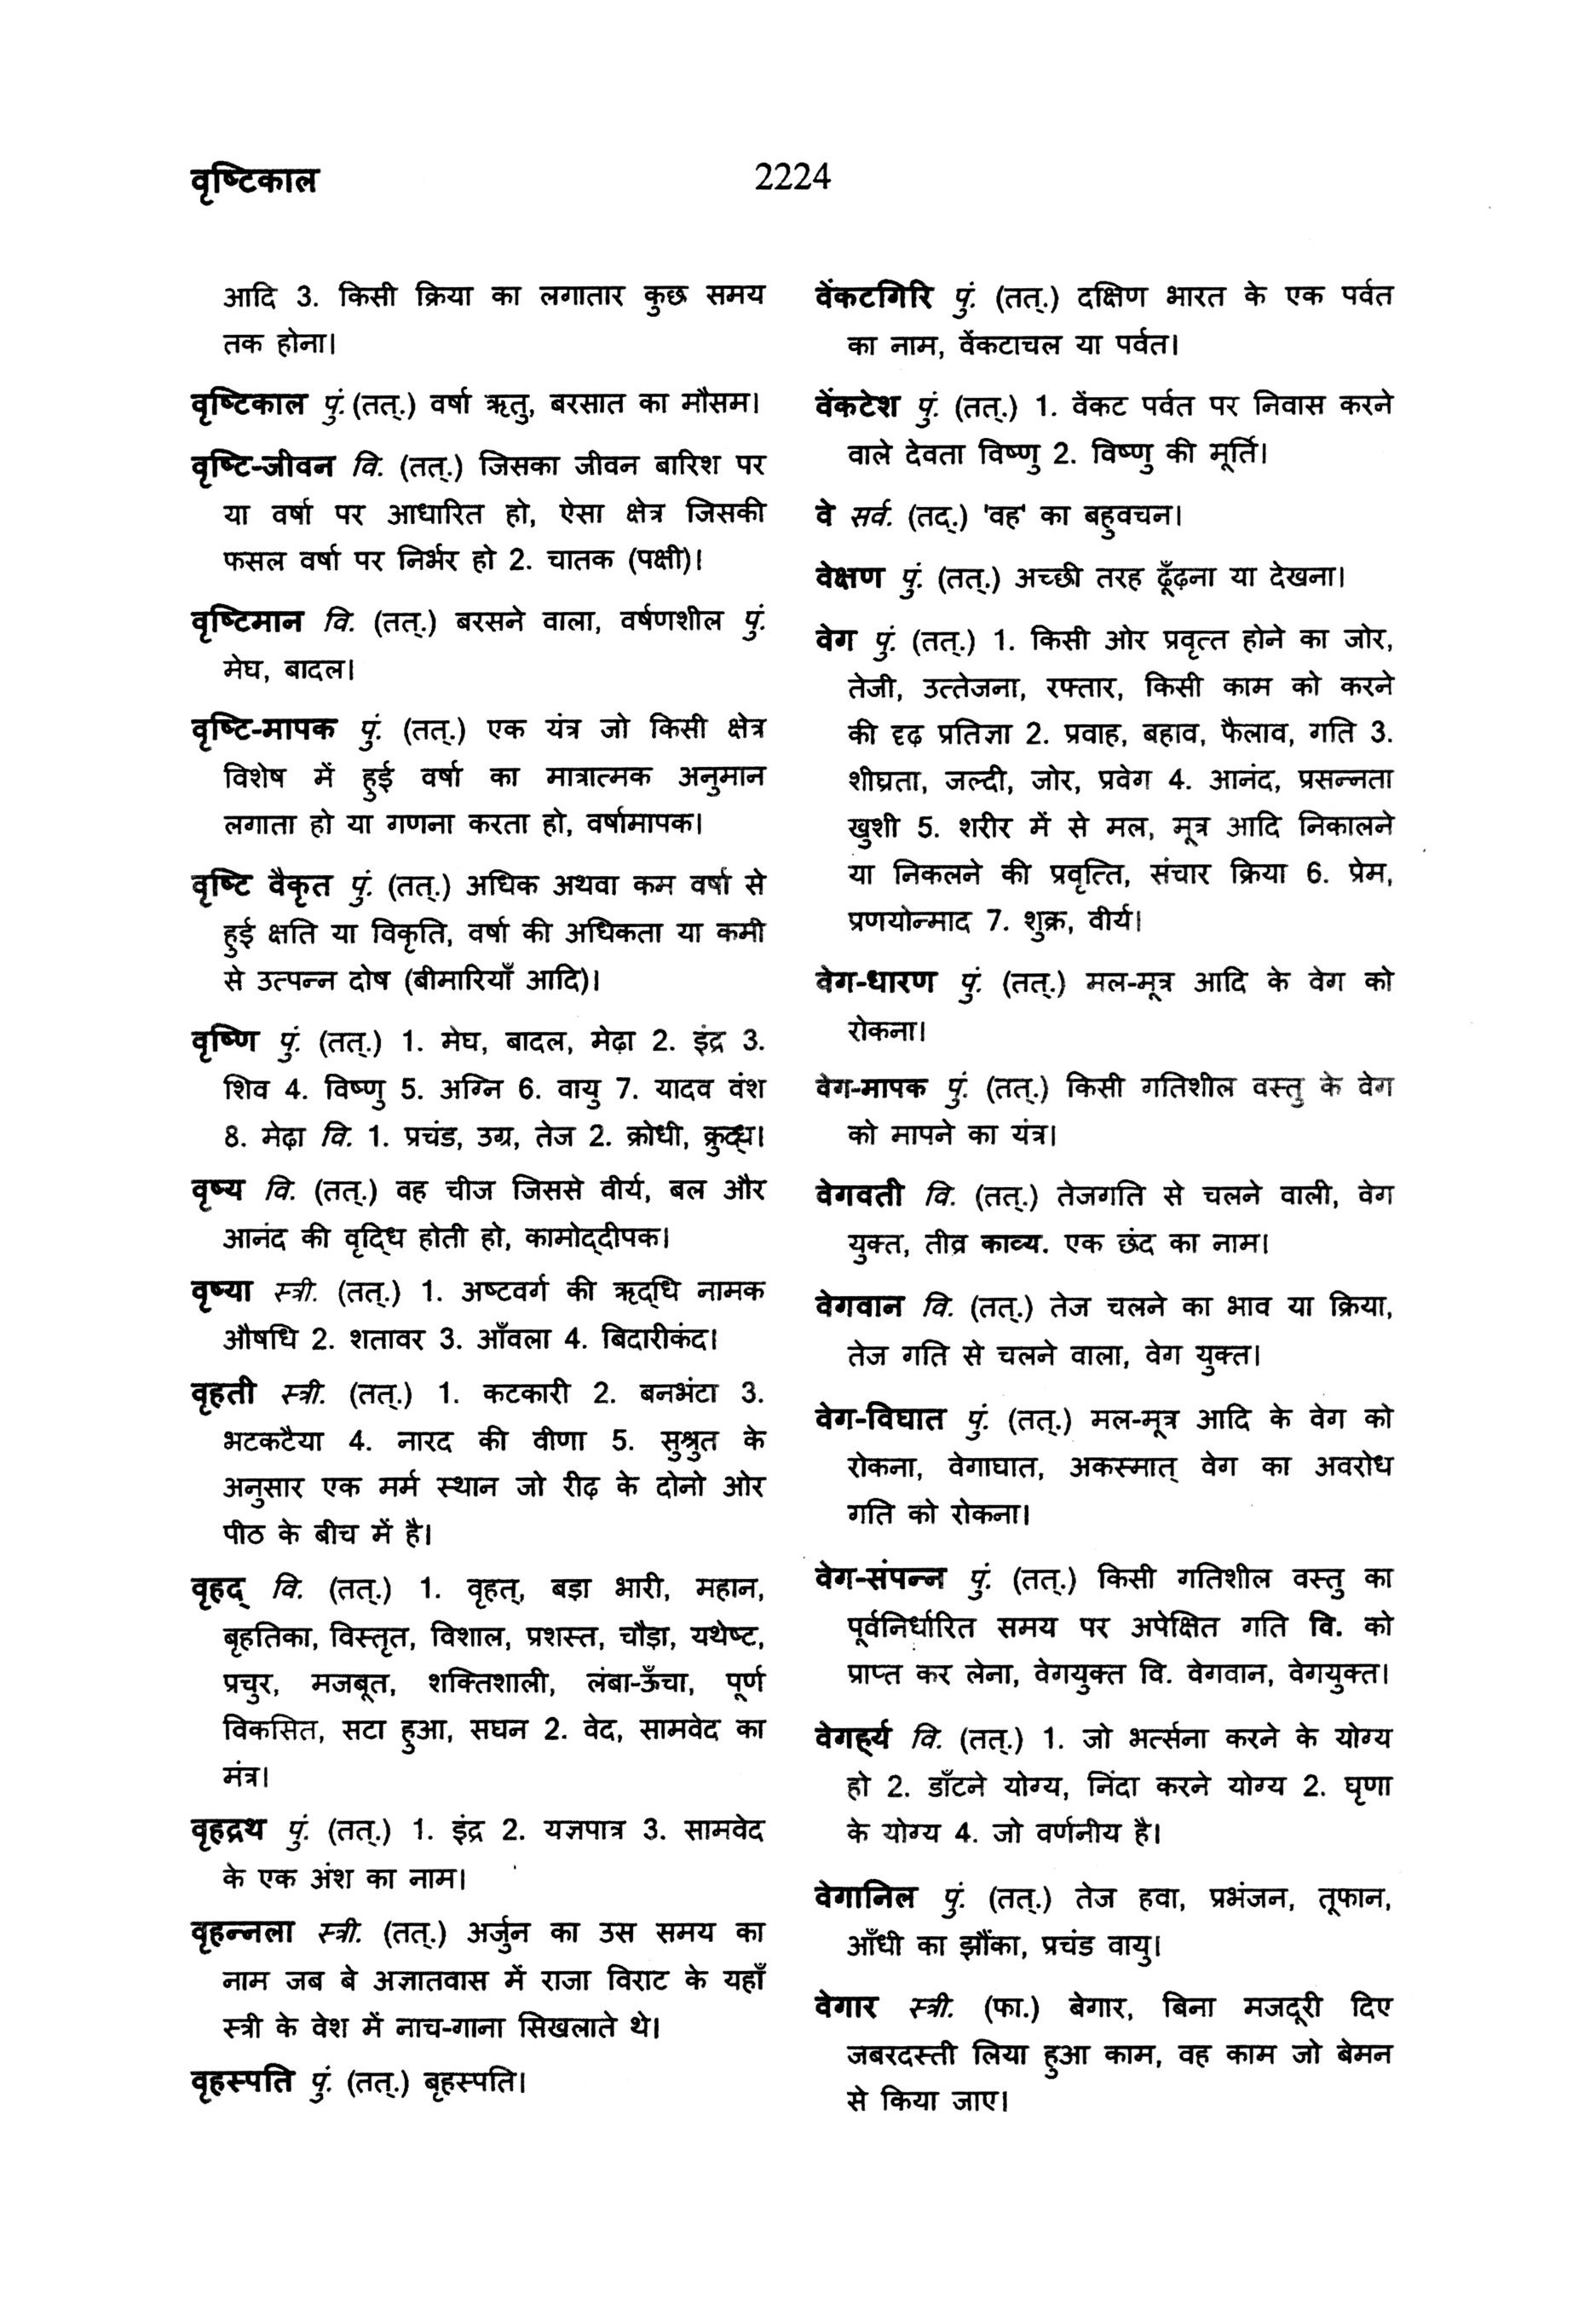 वृष्टिकाल
2224
आदि 3. किसी क्रिया का लगातार कुछ समय
तक होना।
वृष्टिकाल पुं. (तत्.) वर्षा ऋतु, बरसात का मौसम।
वृष्टि-जीवन वि. (तत्.) जिसका जीवन बारिश पर
या वर्षा पर आधारित हो, ऐसा क्षेत्र जिसकी
फसल वर्षा पर निर्भर हो 2. चातक (पक्षी)।
वृष्टिमान वि. (तत्.) बरसने वाला, वर्षणशील पुं.
मेघ, बादल।
वृष्टि-मापक पुं. (तत्.) एक यंत्र जो किसी क्षेत्र
विशेष में हुई वर्षा का मात्रात्मक अनुमान
लगाता हो या गणना करता हो, वर्षामापक।
वृष्टि वैकृत पुं. (तत्.) अधिक अथवा कम वर्षा से
हुई क्षति या विकृति, वर्षा की अधिकता या कमी
से उत्पन्न दोष (बीमारियाँ आदि)।
वृष्णि पुं. (तत्.) 1. मेघ, बादल, मेढ़ा 2. इंद्र 3.
शिव 4. विष्णु 5. अग्नि 6. वायु 7. यादव वंश
8. मेढ़ा वि. 1. प्रचंड, उग्र, तेज 2. क्रोधी, क्रुद्ध।
वृष्य वि. (तत्.) वह चीज जिससे वीर्य, बल और
आनंद की वृद्धि होती हो, कामोद्दीपक।
वृष्या स्त्री. (तत्.) 1. अष्टवर्ग की ऋद्धि नामक
औषधि 2. शतावर 3. आँवला 4. बिदारीकंद।
वृहती स्त्री. (तत्.) 1. कटकारी 2. बनभंटा 3.
भटकटैया 4. नारद की वीणा 5. सुश्रुत के
अनुसार एक मर्म स्थान जो रीढ़ के दोनो ओर
पीठ के बीच में है।
वृहद् वि. (तत्.) 1. वृहत्, बड़ा भारी, महान,
बृहतिका, विस्तृत, विशाल, प्रशस्त, चौड़ा, यथेष्ट,
प्रचुर, मजबूत, शक्तिशाली, लंबा-ऊँचा, पूर्ण
विकसित, सटा हुआ, सघन 2. वेद, सामवेद का
मंत्र।
वृहद्रथ पुं. (तत्.) 1. इंद्र 2. यज्ञपात्र 3. सामवेद
के एक अंश का नाम।
वृहन्नला स्त्री. (तत्.) अर्जुन का उस समय का
नाम जब बे अज्ञातवास में राजा विराट के यहाँ
स्त्री के वेश में नाच-गाना सिखलाते थे।
वृहस्पति पुं. (तत्.) बृहस्पति।
वेंकटगिरि पुं. (तत्.) दक्षिण भारत के एक पर्वत
का नाम, वेंकटाचल या पर्वत।
वेंकटेश पुं. (तत्.) 1. वेंकट पर्वत पर निवास करने
वाले देवता विष्णु 2. विष्णु की मूर्ति।
वे सर्व. (तद्.) 'वह' का बहुवचन।
वेक्षण पुं. (तत्.) अच्छी तरह ढूँढ़ना या देखना।
वेग पुं. (तत्.) 1. किसी ओर प्रवृत्त होने का जोर,
तेजी, उत्तेजना, रफ्तार, किसी काम को करने
की दृढ़ प्रतिज्ञा 2. प्रवाह, बहाव, फैलाव, गति 3.
शीघ्रता, जल्दी, जोर, प्रवेग 4. आनंद, प्रसन्नता
खुशी 5. शरीर में से मल, मूत्र आदि निकालने
या निकलने की प्रवृत्ति, संचार क्रिया 6. प्रेम,
प्रणयोन्माद 7. शुक्र, वीर्य।
वेग-धारण पुं. (तत्.) मल-मूत्र आदि के वेग को
रोकना।
वेग-मापक पुं. (तत्.) किसी गतिशील वस्तु के वेग
को मापने का यंत्र।
वेगवती वि. (तत्.) तेजगति से चलने वाली, वेग
युक्त, तीव्र काव्य. एक छंद का नाम।
वेगवान वि. (तत्.) तेज चलने का भाव या क्रिया,
तेज गति से चलने वाला, वेग युक्त।
वेग-विघात पुं. (तत्.) मल-मूत्र आदि के वेग को
रोकना, वेगाघात, अकस्मात् वेग का अवरोध
गति को रोकना।
वेग-संपन्न पुं. (तत्.) किसी गतिशील वस्तु का
पूर्वनिर्धारित समय पर अपेक्षित गति वि. को
प्राप्त कर लेना, वेगयुक्त वि. वेगवान, वेगयुक्त।
वेगर्ह्य वि. (तत्.) 1. जो भर्त्सना करने के योग्य
हो 2. डाँटने योग्य, निंदा करने योग्य 2. घृणा
के योग्य 4. जो वर्णनीय है।
वेगानिल पुं. (तत्.) तेज हवा, प्रभंजन, तूफान,
आँधी का झौंका, प्रचंड वायु।
वेगार स्त्री. (फा.) बेगार, बिना मजदूरी दिए
जबरदस्ती लिया हुआ काम, वह काम जो बेमन
से किया जाए।